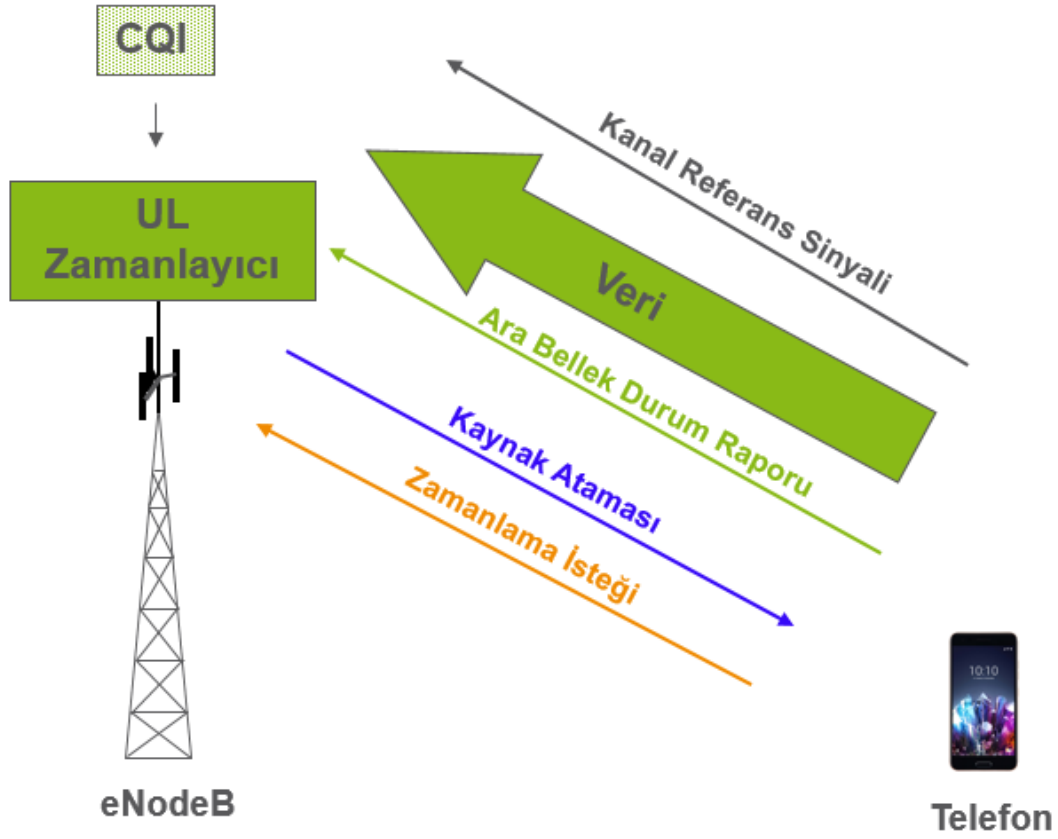 CQI
UL
Zamanlayıcı
Kanal Referans Sinyali
Veri
Ara Bellek Durum Raporu
Kaynak Ataması
Zamanlama İsteği
10:10
eNodeB
Telefon